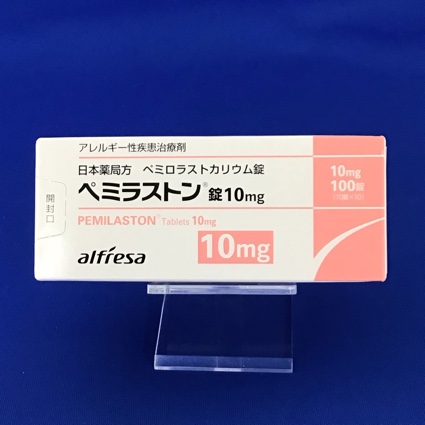 アレルギー性疾患治療剤
日本薬局方 ペミロラストカリウム錠
ペミラストン®錠10mg
PEMILASTON® Tablets 10mg
10mg
alfresa
10mg
100錠
開封口